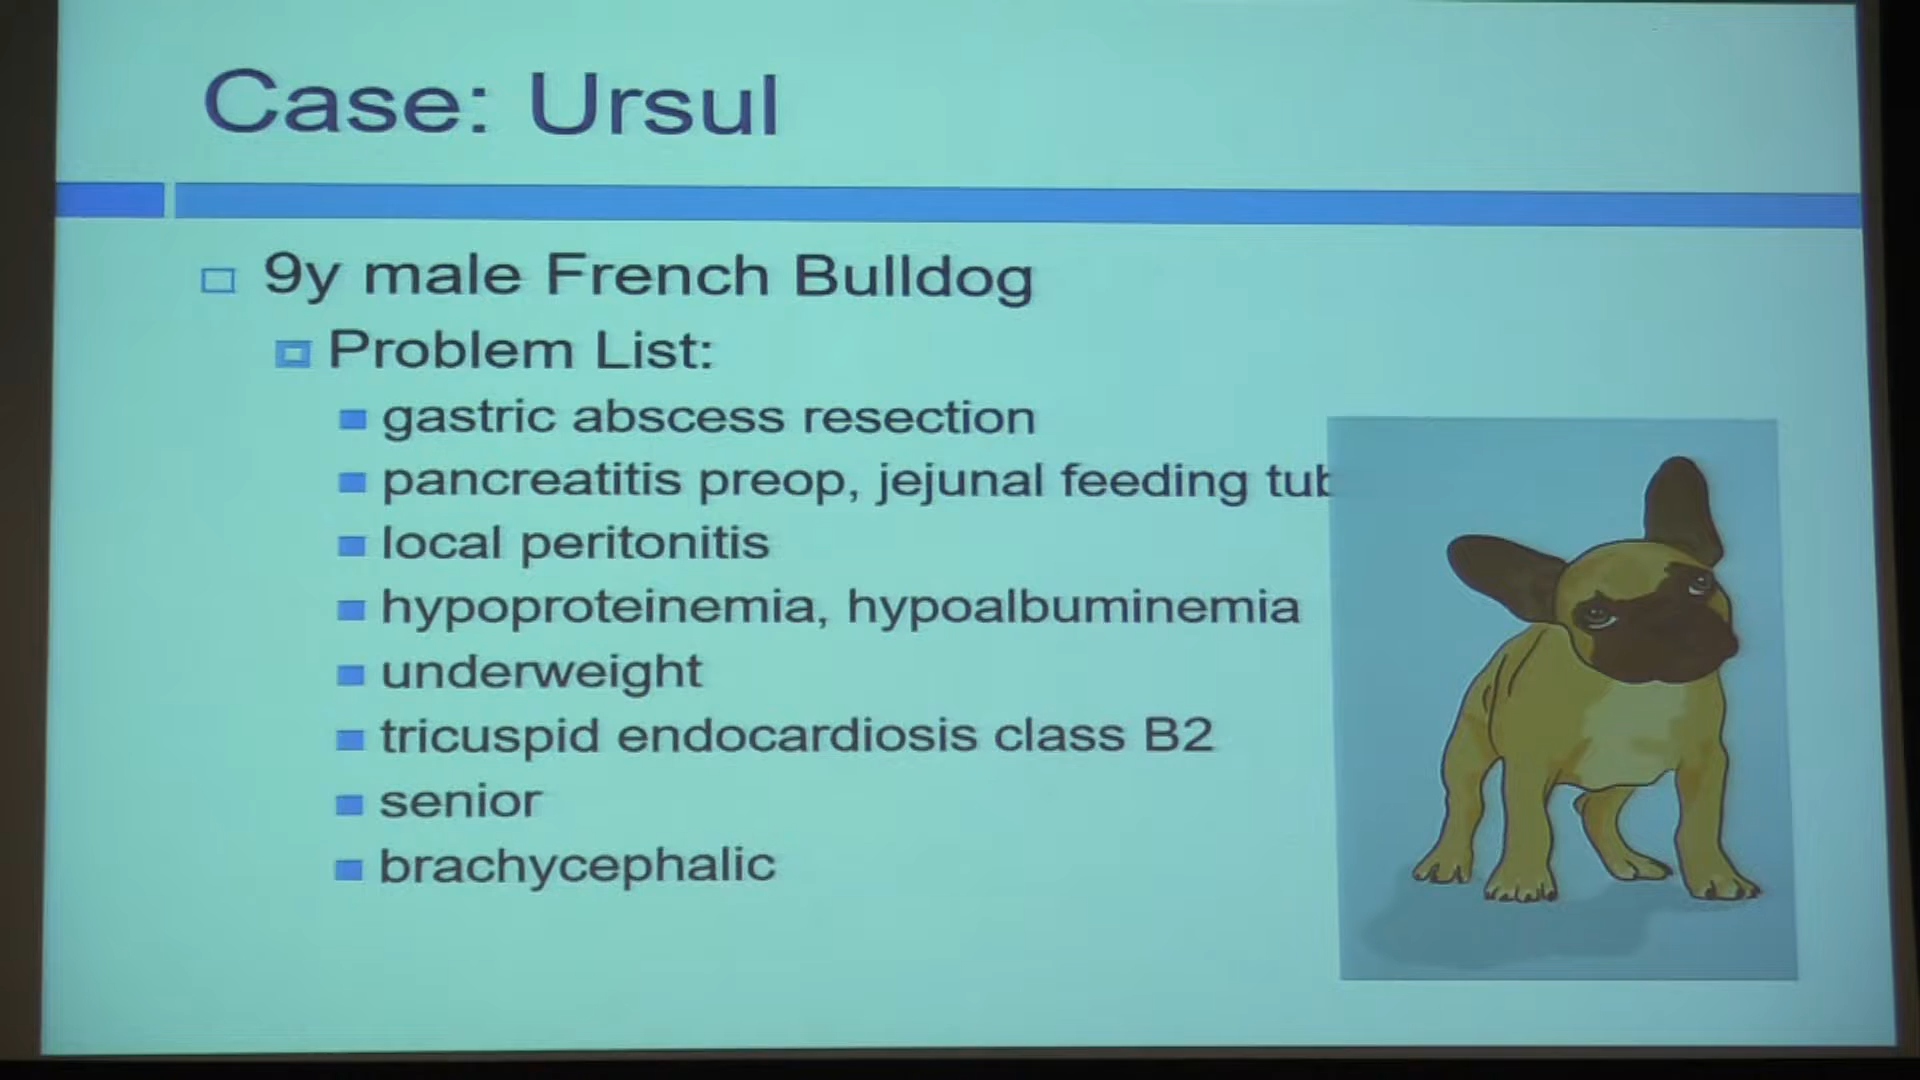 Case: Ursul
9y male French Bulldog
Problem List:
gastric abscess resection
pancreatitis preop, jejunal feeding
local peritonitis
hypoproteinemia, hypoalbuminemia
underweight
tricuspid endocardiosis class B2
senior
brachycephalic